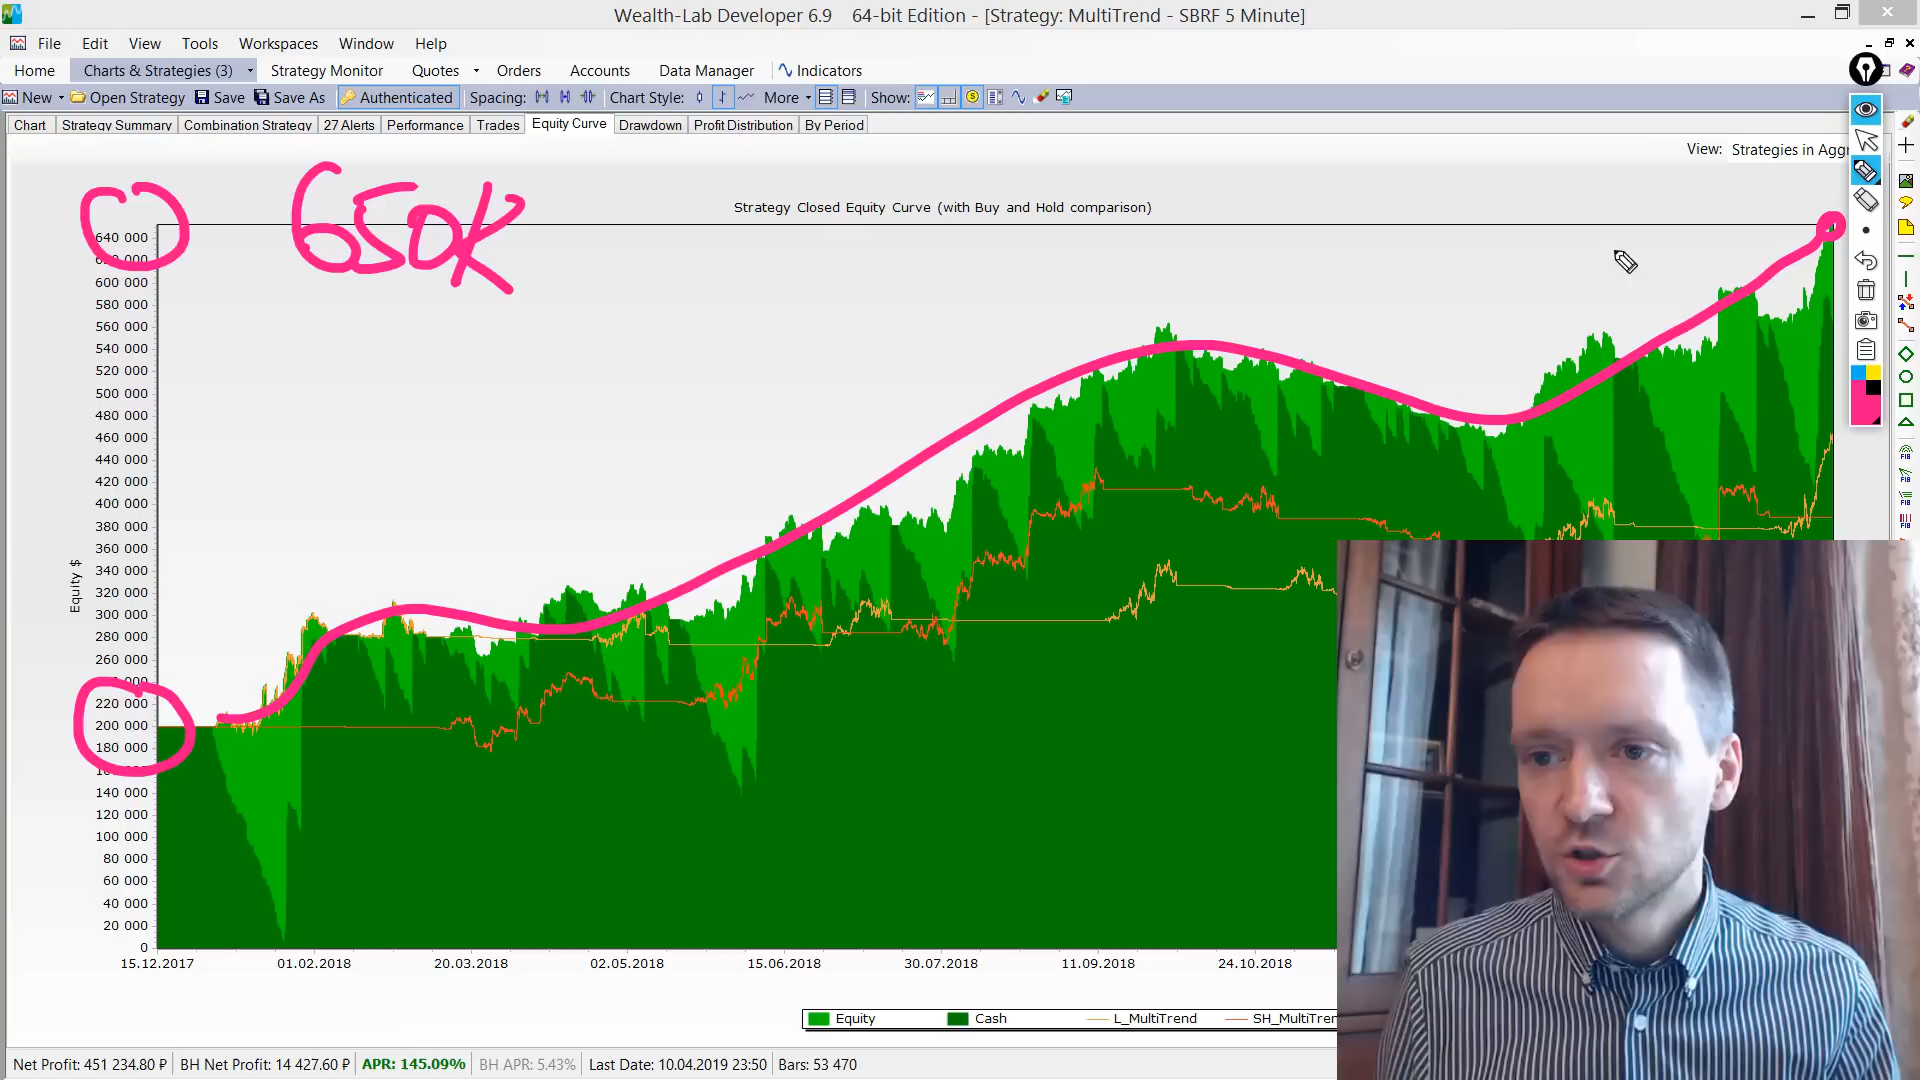 Wealth-Lab Developer 6.9 64-bit Edition - [Strategy: MultiTrend - SBRF 5 Minute]
File Edit View Tools Workspaces Window Help
Home Charts & Strategies (3) Strategy Monitor Quotes Orders Accounts Data Manager Indicators
New Open Strategy Save Save As Authenticated Spacing: Chart Style: More Show:
Chart Strategy Summary Combination Strategy 27 Alerts Performance Trades Equity Curve Drawdown Profit Distribution By Period
View: Strategies in Aggr
650K
Strategy Closed Equity Curve (with Buy and Hold comparison)
640 000
600 000
580 000
560 000
540 000
520 000
500 000
480 000
460 000
440 000
420 000
400 000
380 000
360 000
340 000
320 000
300 000
280 000
260 000
220 000
200 000
180 000
140 000
120 000
100 000
80 000
60 000
40 000
20 000
0
Equity $
15.12.2017 01.02.2018 20.03.2018 02.05.2018 15.06.2018 30.07.2018 11.09.2018 24.10.2018
Equity Cash L_MultiTrend SH_MultiTren
FIB
FIB
FIB
Net Profit: 451 234.80 ₽ BH Net Profit: 14 427.60 ₽ APR: 145.09% BH APR: 5.43% Last Date: 10.04.2019 23:50 Bars: 53 470